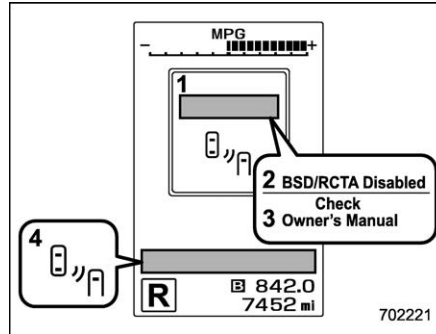 MPG
- +
1
2 BSD/RCTA Disabled
Check
3 Owner's Manual
4
R
B 842.0
7452 mi
702221